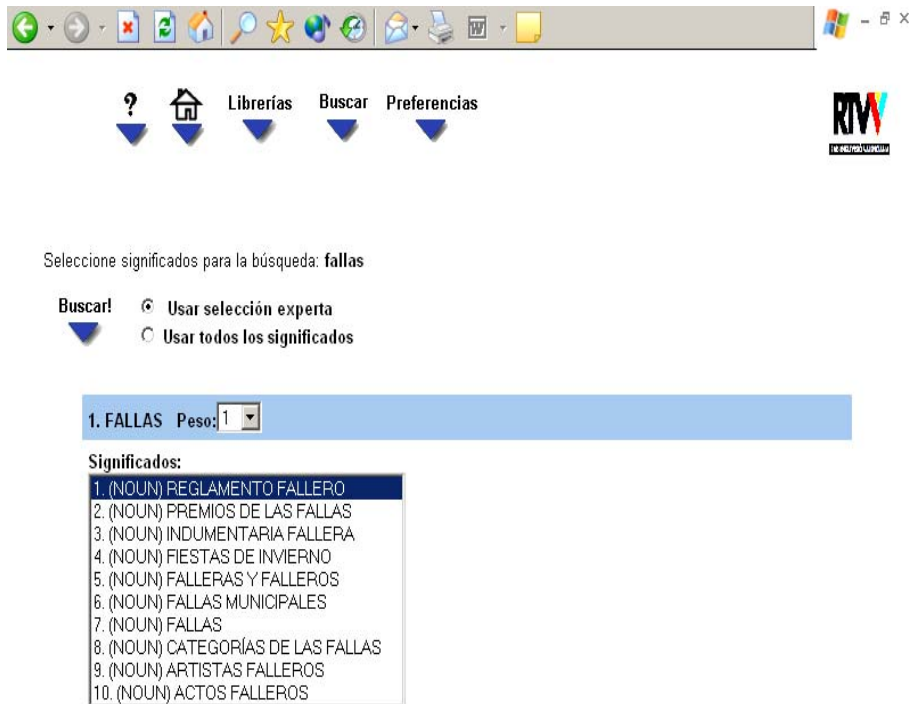 ? Librerías Buscar Preferencias
RTVV
Seleccione significados para la búsqueda: fallas
Buscar! Usar selección experta
Usar todos los significados
1. FALLAS Peso: 1
Significados:
1. (NOUN) REGLAMENTO FALLERO
2. (NOUN) PREMIOS DE LAS FALLAS
3. (NOUN) INDUMENTARIA FALLERA
4. (NOUN) FIESTAS DE INVIERNO
5. (NOUN) FALLERAS Y FALLEROS
6. (NOUN) FALLAS MUNICIPALES
7. (NOUN) FALLAS
8. (NOUN) CATEGORÍAS DE LAS FALLAS
9. (NOUN) ARTISTAS FALLEROS
10. (NOUN) ACTOS FALLEROS